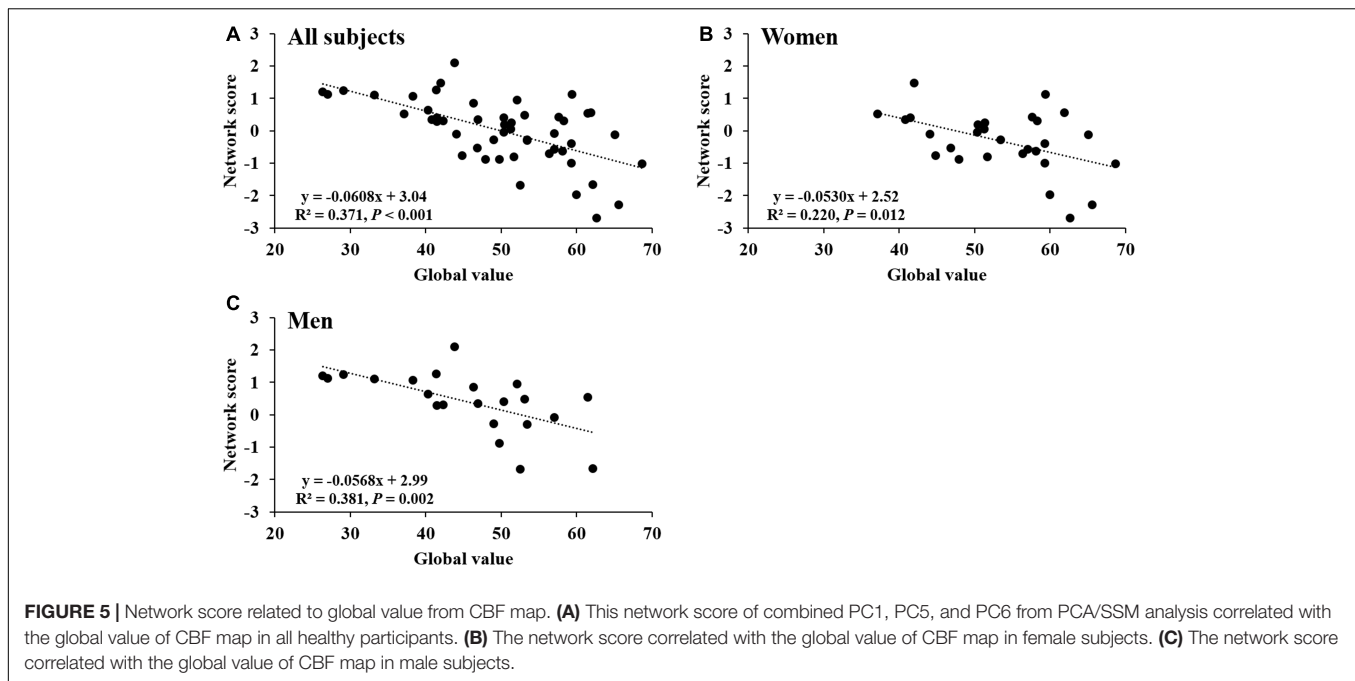 A All subjects
3
2
1
0
-1
-2
-3
Network score
y = -0.0608x + 3.04
R² = 0.371, P < 0.001
20 30 40 50 60 70
Global value
B Women
3
2
1
0
-1
-2
-3
Network score
y = -0.0530x + 2.52
R² = 0.220, P = 0.012
20 30 40 50 60 70
Global value
C Men
3
2
1
0
-1
-2
-3
Network score
y = -0.0568x + 2.99
R² = 0.381, P = 0.002
20 30 40 50 60 70
Global value
FIGURE 5 | Network score related to global value from CBF map. (A) This network score of combined PC1, PC5, and PC6 from PCA/SSM analysis correlated with
the global value of CBF map in all healthy participants. (B) The network score correlated with the global value of CBF map in female subjects. (C) The network score
correlated with the global value of CBF map in male subjects.